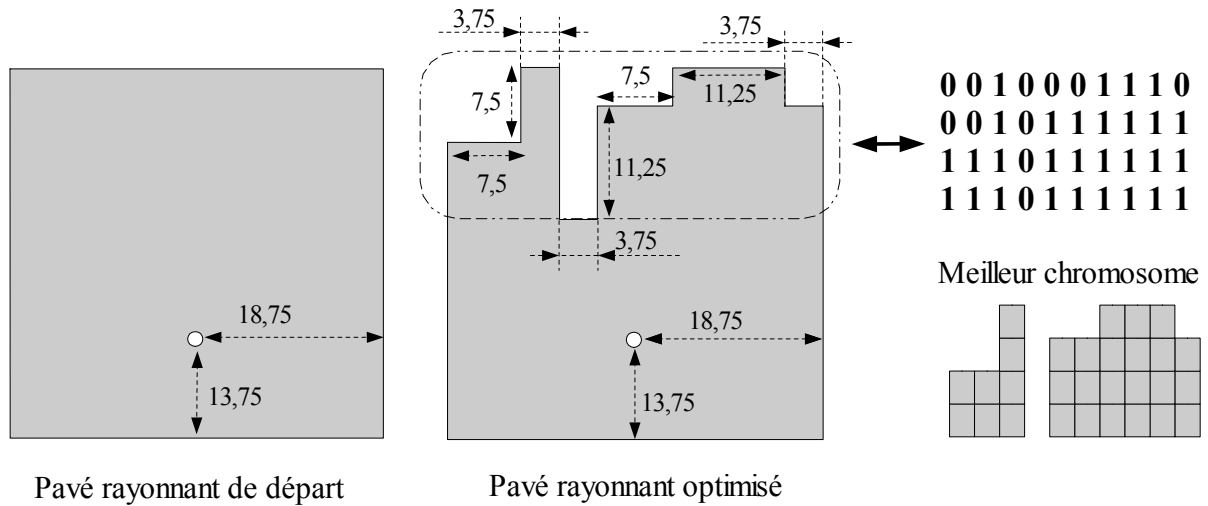 3,75
3,75
7,5
7,5
11,25
7,5
11,25
3,75
18,75
13,75
18,75
13,75
0 0 1 0 0 0 1 1 1 0
0 0 1 0 1 1 1 1 1 1
1 1 1 0 1 1 1 1 1 1
1 1 1 0 1 1 1 1 1 1
Meilleur chromosome
Pavé rayonnant de départ
Pavé rayonnant optimisé